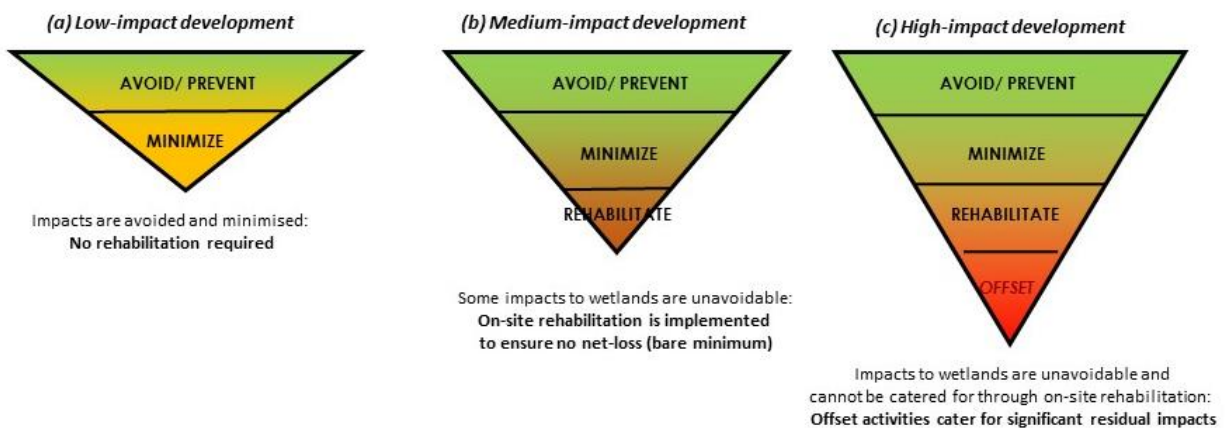 (a) Low-impact development
AVOID/ PREVENT
MINIMIZE
Impacts are avoided and minimised:
No rehabilitation required
(b) Medium-impact development
AVOID/ PREVENT
MINIMIZE
REHABILITATE
Some impacts to wetlands are unavoidable:
On-site rehabilitation is implemented
to ensure no net-loss (bare minimum)
(c) High-impact development
AVOID/ PREVENT
MINIMIZE
REHABILITATE
OFFSET
Impacts to wetlands are unavoidable and
cannot be catered for through on-site rehabilitation:
Offset activities cater for significant residual impacts